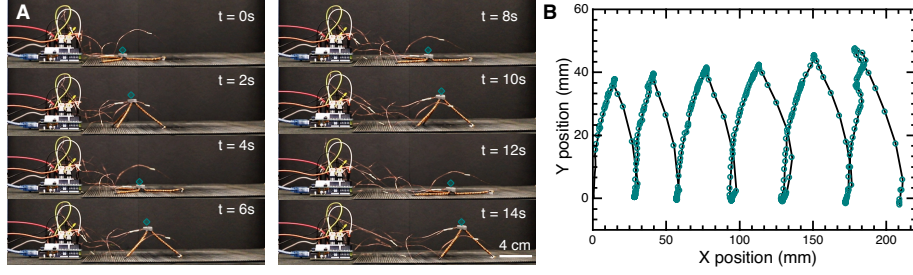 A
t = 0s
t = 2s
t = 4s
t = 6s
t = 8s
t = 10s
t = 12s
t = 14s
4 cm
B
Y position (mm)
60
40
20
0
0 50 100 150 200
X position (mm)